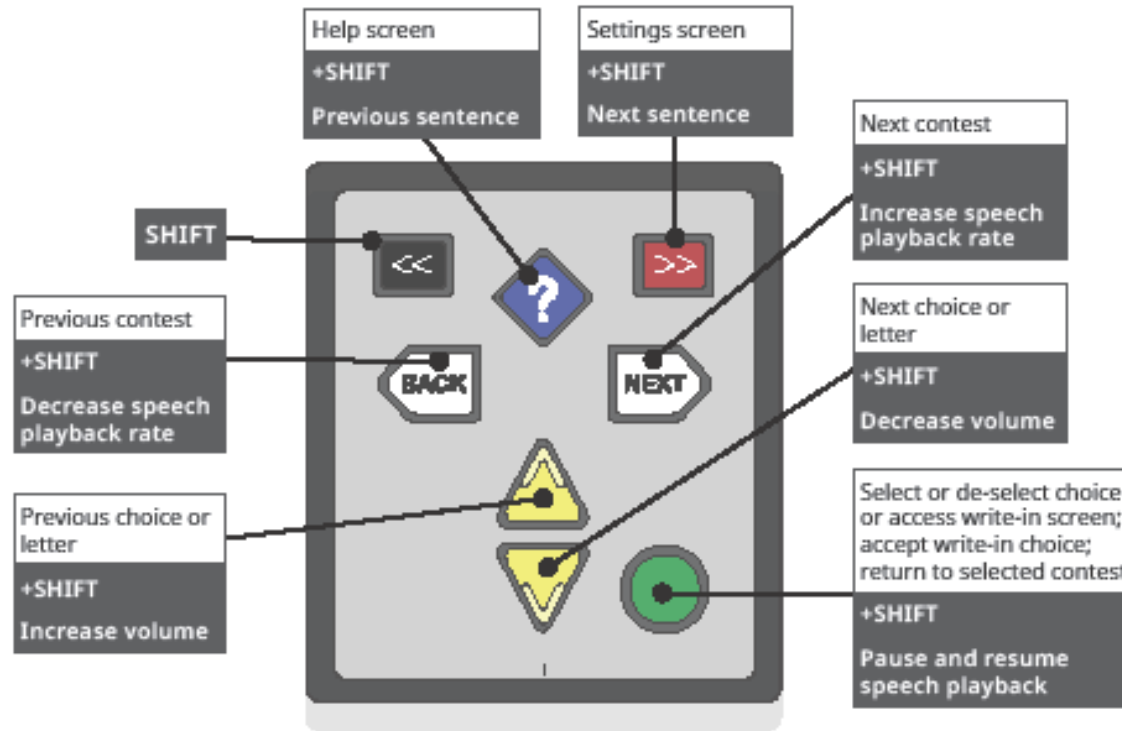 Help screen
+SHIFT
Previous sentence
Settings screen
+SHIFT
Next sentence
Next contest
+SHIFT
Increase speech
playback rate
SHIFT
<<
?
>>
Previous contest
+SHIFT
Decrease speech
playback rate
BACK
NEXT
Next choice or
letter
+SHIFT
Decrease volume
Previous choice or
letter
+SHIFT
Increase volume
Select or de-select choice
or access write-in screen;
accept write-in choice;
return to selected contest
+SHIFT
Pause and resume
speech playback